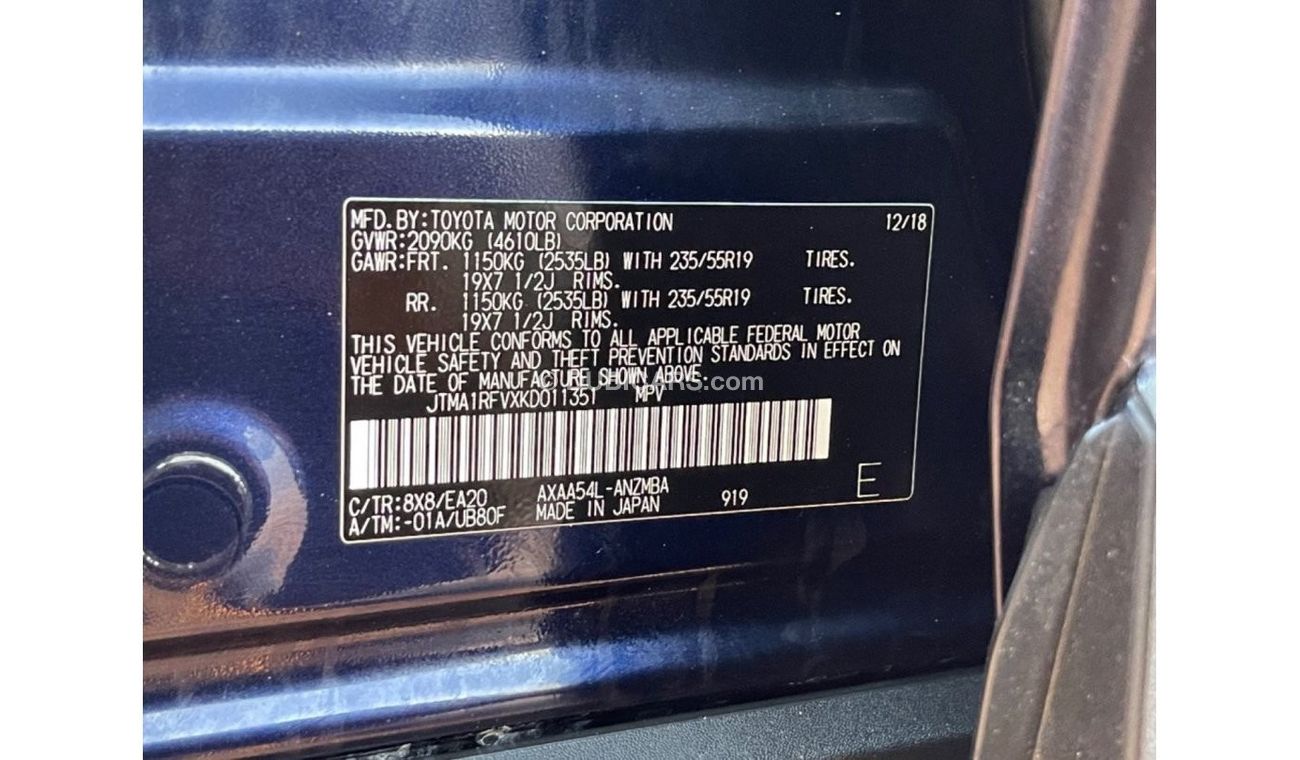 MFD. BY: TOYOTA MOTOR CORPORATION 12/18
GVWR: 2090KG (4610LB)
GAWR: FRT. 1150KG (2535LB) WITH 235/55R19 TIRES.
19X7 1/2J RIMS.
RR. 1150KG (2535LB) WITH 235/55R19 TIRES.
19X7 1/2J RIMS.
THIS VEHICLE CONFORMS TO ALL APPLICABLE FEDERAL MOTOR
VEHICLE SAFETY AND THEFT PREVENTION STANDARDS IN EFFECT ON
THE DATE OF MANUFACTURE SHOWN ABOVE.
DUBICARS.com
JTMA1RFVXKD011351 MPV
C/TR: 8X8/EA20 AXAA54L-ANZMBA 919 E
A/TM: -01A/UB80F MADE IN JAPAN